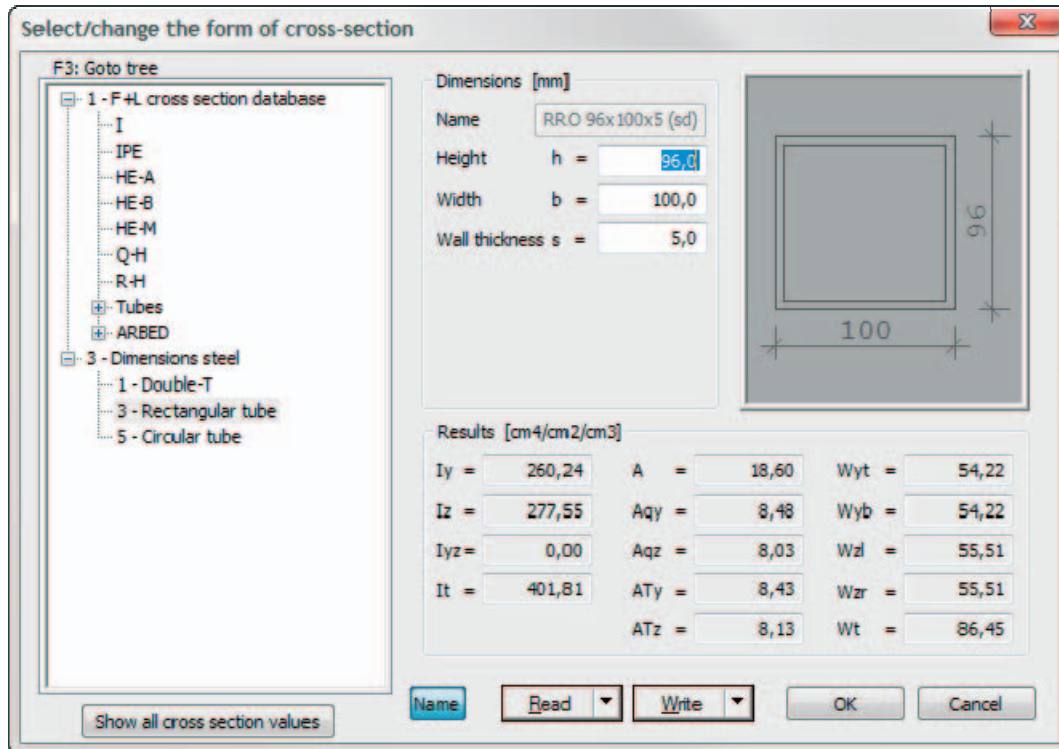 Select/change the form of cross-section
F3: Goto tree
1 - F+L cross section database
I
IPE
HE-A
HE-B
HE-M
Q-H
R-H
Tubes
ARBED
3 - Dimensions steel
1 - Double-T
3 - Rectangular tube
5 - Circular tube
Show all cross section values
Dimensions [mm]
Name RRO 96x100x5 (sd)
Height h = 96,0
Width b = 100,0
Wall thickness s = 5,0
96
100
Results [cm4/cm2/cm3]
Iy = 260,24 A = 18,60 Wyt = 54,22
Iz = 277,55 Aqy = 8,48 Wyb = 54,22
Iyz = 0,00 Aqz = 8,03 Wzl = 55,51
It = 401,81 ATy = 8,43 Wzr = 55,51
ATz = 8,13 Wt = 86,45
Name Read Write OK Cancel